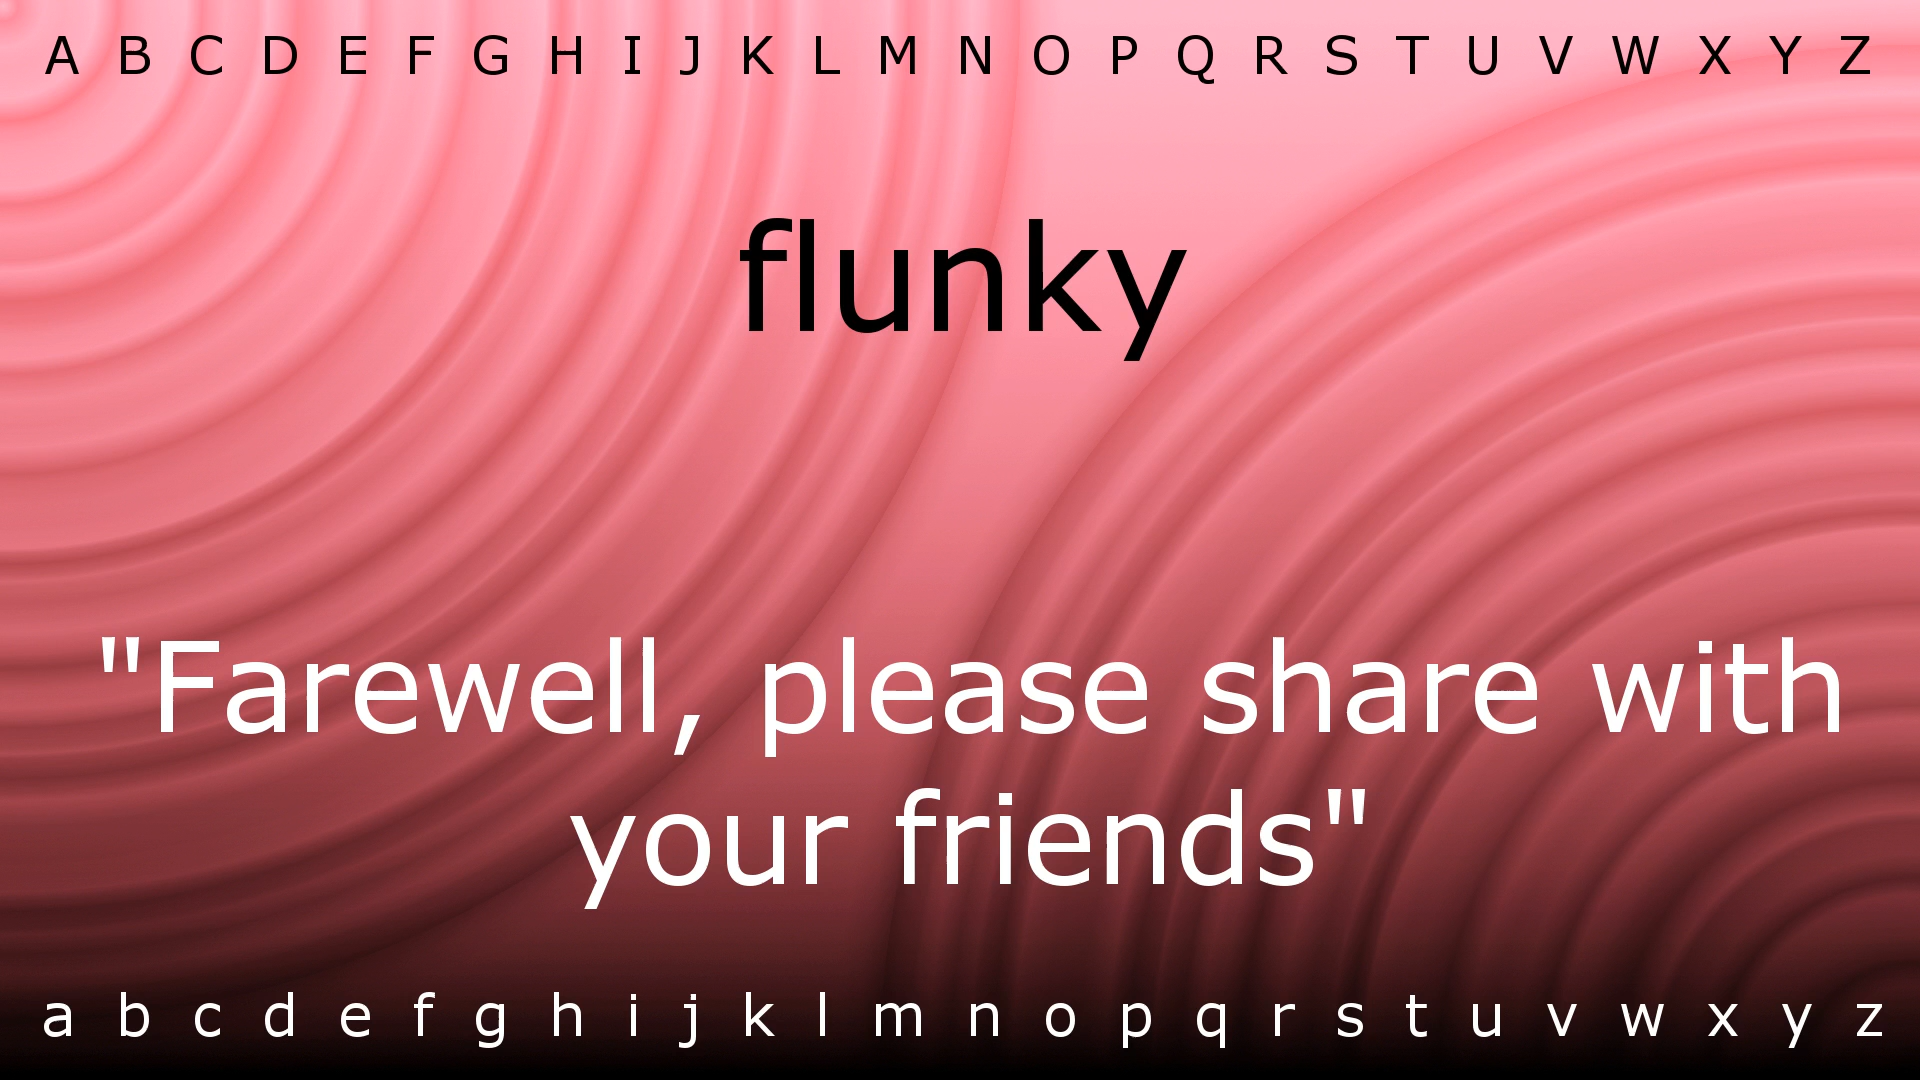 A B C D E F G H I J K L M N O P Q R S T U V W X Y Z
flunky
"Farewell, please share with
your friends"
a b c d e f g h i j k l m n o p q r s t u v w x y z